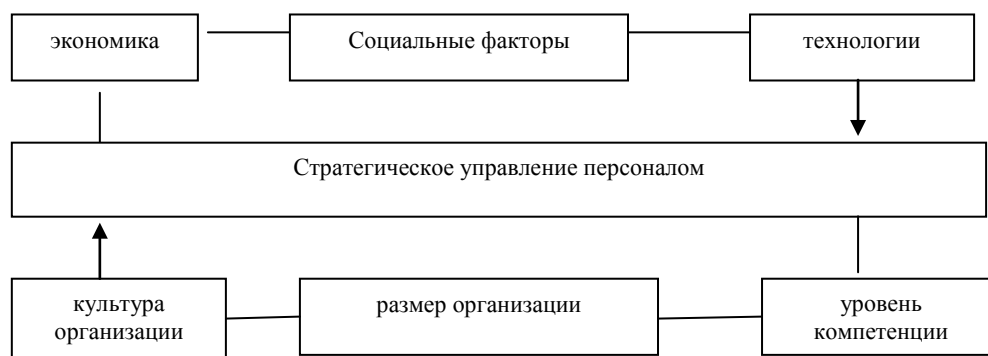 экономика
Социальные факторы
технологии
Стратегическое управление персоналом
культура
организации
размер организации
уровень
компетенции